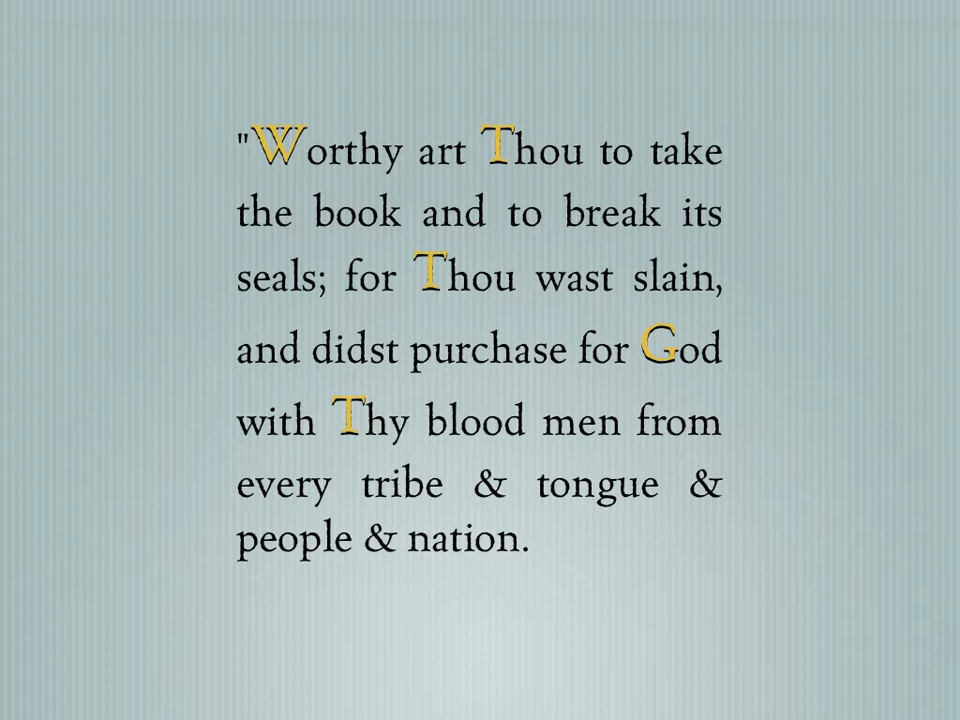 "Worthy art Thou to take
the book and to break its
seals; for Thou wast slain,
and didst purchase for God
with Thy blood men from
every tribe & tongue &
people & nation.